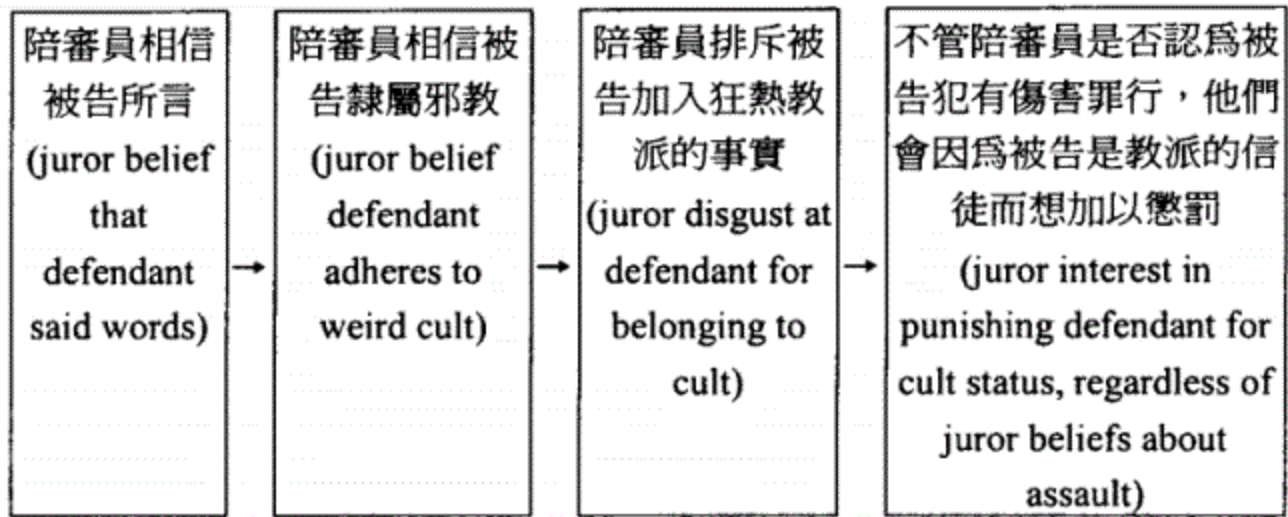 陪審員相信
被告所言
(juror belief
that
defendant
said words)
→
陪審員相信被
告隸屬邪教
(juror belief
defendant
adheres to
weird cult)
→
陪審員排斥被
告加入狂熱教
派的事實
(juror disgust at
defendant for
belonging to
cult)
→
不管陪審員是否認爲被
告犯有傷害罪行，他們
會因爲被告是教派的信
徒而想加以懲罰
(juror interest in
punishing defendant for
cult status, regardless of
juror beliefs about
assault)